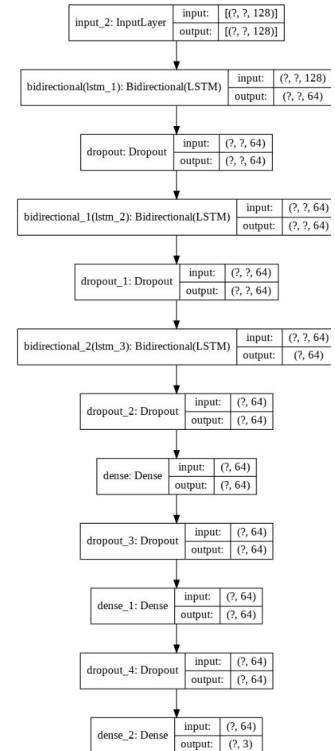 input_2: InputLayer input: [(?, ?, 128)]
output: [(?, ?, 128)]
bidirectional(lstm_1): Bidirectional(LSTM) input: (?, ?, 128)
output: (?, ?, 64)
dropout: Dropout input: (?, ?, 64)
output: (?, ?, 64)
bidirectional_1(lstm_2): Bidirectional(LSTM) input: (?, ?, 64)
output: (?, ?, 64)
dropout_1: Dropout input: (?, ?, 64)
output: (?, ?, 64)
bidirectional_2(lstm_3): Bidirectional(LSTM) input: (?, ?, 64)
output: (?, 64)
dropout_2: Dropout input: (?, 64)
output: (?, 64)
dense: Dense input: (?, 64)
output: (?, 64)
dropout_3: Dropout input: (?, 64)
output: (?, 64)
dense_1: Dense input: (?, 64)
output: (?, 64)
dropout_4: Dropout input: (?, 64)
output: (?, 64)
dense_2: Dense input: (?, 64)
output: (?, 3)